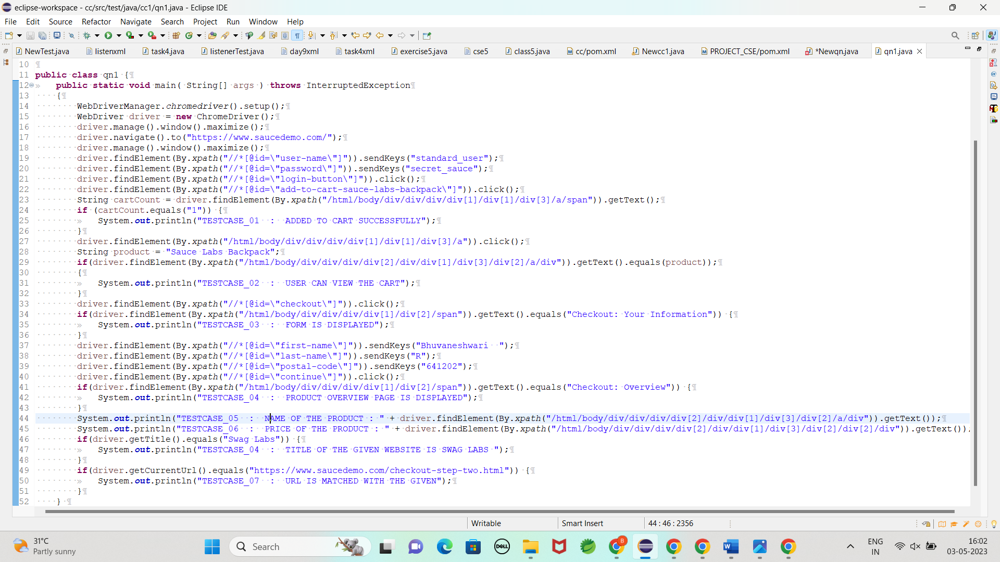 eclipse-workspace - cc/src/test/java/cc1/qn1.java - Eclipse IDE
File Edit Source Refactor Navigate Search Project Run Window Help
NewTest.java listenxml task4.java listenerTest.java day9xml task4xml exercise5.java cse5 class5.java cc/pom.xml Newcc1.java PROJECT_CSE/pom.xml *Newqn.java qn1.java
10
11 public class qn1 {
12 public static void main( String[] args ) throws InterruptedException
13 {
14 WebDriverManager.chromedriver().setup();
15 WebDriver driver = new ChromeDriver();
16 driver.manage().window().maximize();
17 driver.navigate().to("https://www.saucedemo.com/");
18 driver.manage().window().maximize();
19 driver.findElement(By.xpath("//*[@id=\"user-name\"]")).sendKeys("standard_user");
20 driver.findElement(By.xpath("//*[@id=\"password\"]")).sendKeys("secret_sauce");
21 driver.findElement(By.xpath("//*[@id=\"login-button\"]")).click();
22 driver.findElement(By.xpath("//*[@id=\"add-to-cart-sauce-labs-backpack\"]")).click();
23 String cartCount = driver.findElement(By.xpath("/html/body/div/div/div/div[1]/div[1]/div[3]/a/span")).getText();
24 if (cartCount.equals("1")) {
25 System.out.println("TESTCASE_01 : ADDED TO CART SUCCESSFULLY");
26 }
27 driver.findElement(By.xpath("/html/body/div/div/div/div[1]/div[1]/div[3]/a")).click();
28 String product = "Sauce Labs Backpack";
29 if(driver.findElement(By.xpath("/html/body/div/div/div/div[2]/div/div[1]/div[3]/div[2]/a/div")).getText().equals(product));
30 {
31 System.out.println("TESTCASE_02 : USER CAN VIEW THE CART");
32 }
33 driver.findElement(By.xpath("//*[@id=\"checkout\"]")).click();
34 if(driver.findElement(By.xpath("/html/body/div/div/div/div[1]/div[2]/span")).getText().equals("Checkout: Your Information")) {
35 System.out.println("TESTCASE_03 : FORM IS DISPLAYED");
36 }
37 driver.findElement(By.xpath("//*[@id=\"first-name\"]")).sendKeys("Bhuvaneshwari  ");
38 driver.findElement(By.xpath("//*[@id=\"last-name\"]")).sendKeys("R");
39 driver.findElement(By.xpath("//*[@id=\"postal-code\"]")).sendKeys("641202");
40 driver.findElement(By.xpath("//*[@id=\"continue\"]")).click();
41 if(driver.findElement(By.xpath("/html/body/div/div/div/div[1]/div[2]/span")).getText().equals("Checkout: Overview")) {
42 System.out.println("TESTCASE_04 : PRODUCT OVERVIEW PAGE IS DISPLAYED");
43 }
44 System.out.println("TESTCASE_05 : NAME OF THE PRODUCT : " + driver.findElement(By.xpath("/html/body/div/div/div/div[2]/div/div[1]/div[3]/div[2]/a/div")).getText());
45 System.out.println("TESTCASE_06 : PRICE OF THE PRODUCT : " + driver.findElement(By.xpath("/html/body/div/div/div/div[2]/div/div[1]/div[3]/div[2]/div[2]/div")).getText());
46 if(driver.getTitle().equals("Swag Labs")) {
47 System.out.println("TESTCASE_04 : TITLE OF THE GIVEN WEBSITE IS SWAG LABS ");
48 }
49 if(driver.getCurrentUrl().equals("https://www.saucedemo.com/checkout-step-two.html")) {
50 System.out.println("TESTCASE_07 : URL IS MATCHED WITH THE GIVEN");
51 }
52 }
Writable Smart Insert 44 : 46 : 2356
31°C
Partly sunny
Search
DELL
B
ENG
IN
16:02
03-05-2023